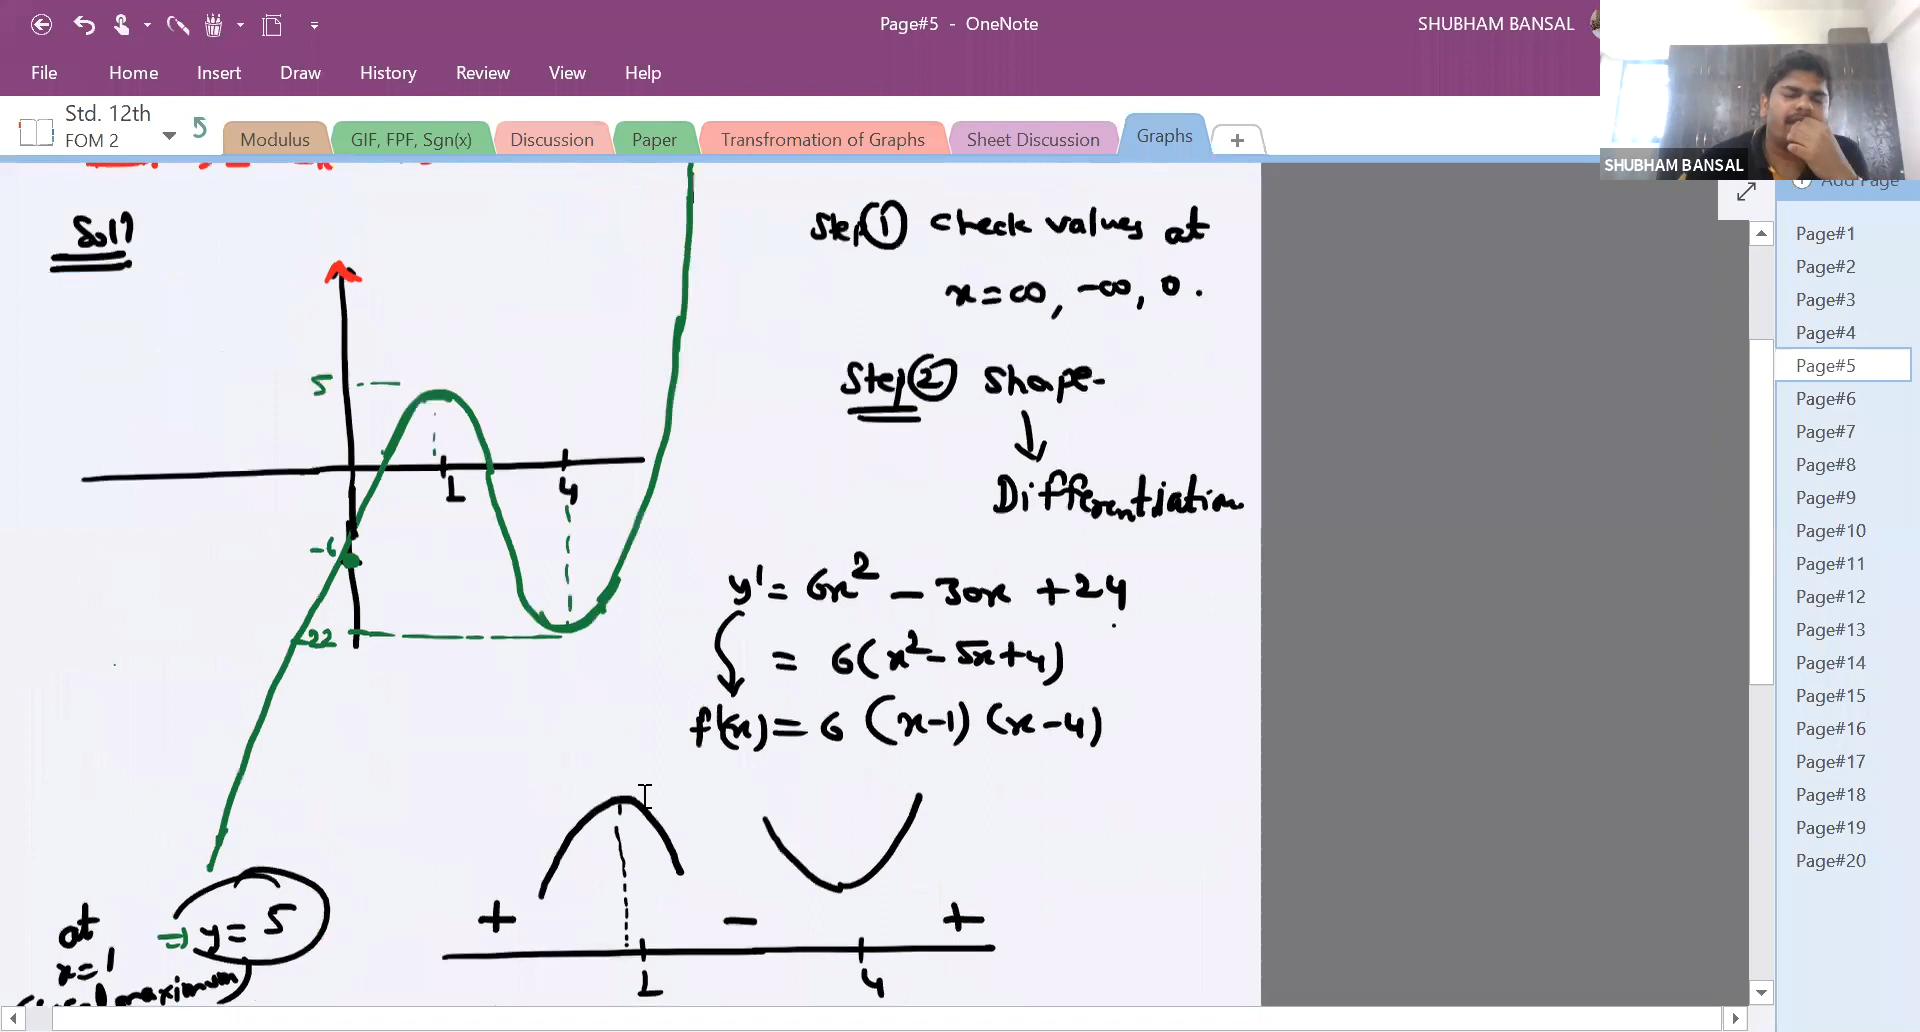 Page#5 - OneNote
SHUBHAM BANSAL
File Home Insert Draw History Review View Help
Std. 12th
FOM 2
Modulus
GIF, FPF, Sgn(x)
Discussion
Paper
Transfromation of Graphs
Sheet Discussion
Graphs
+
SHUBHAM BANSAL
Add Page
Page#1
Page#2
Page#3
Page#4
Page#5
Page#6
Page#7
Page#8
Page#9
Page#10
Page#11
Page#12
Page#13
Page#14
Page#15
Page#16
Page#17
Page#18
Page#19
Page#20
Solⁿ
5
1
4
-6
-22
Step ① check values at
x = ∞, -∞, 0.
Step ② Shape-
↓
Differentiation
y' = 6x² - 30x + 24
= 6(x² - 5x + 4)
f'(x) = 6 (x-1) (x-4)
+ - +
1 4
at
x=1
⇒ y = 5
maximum